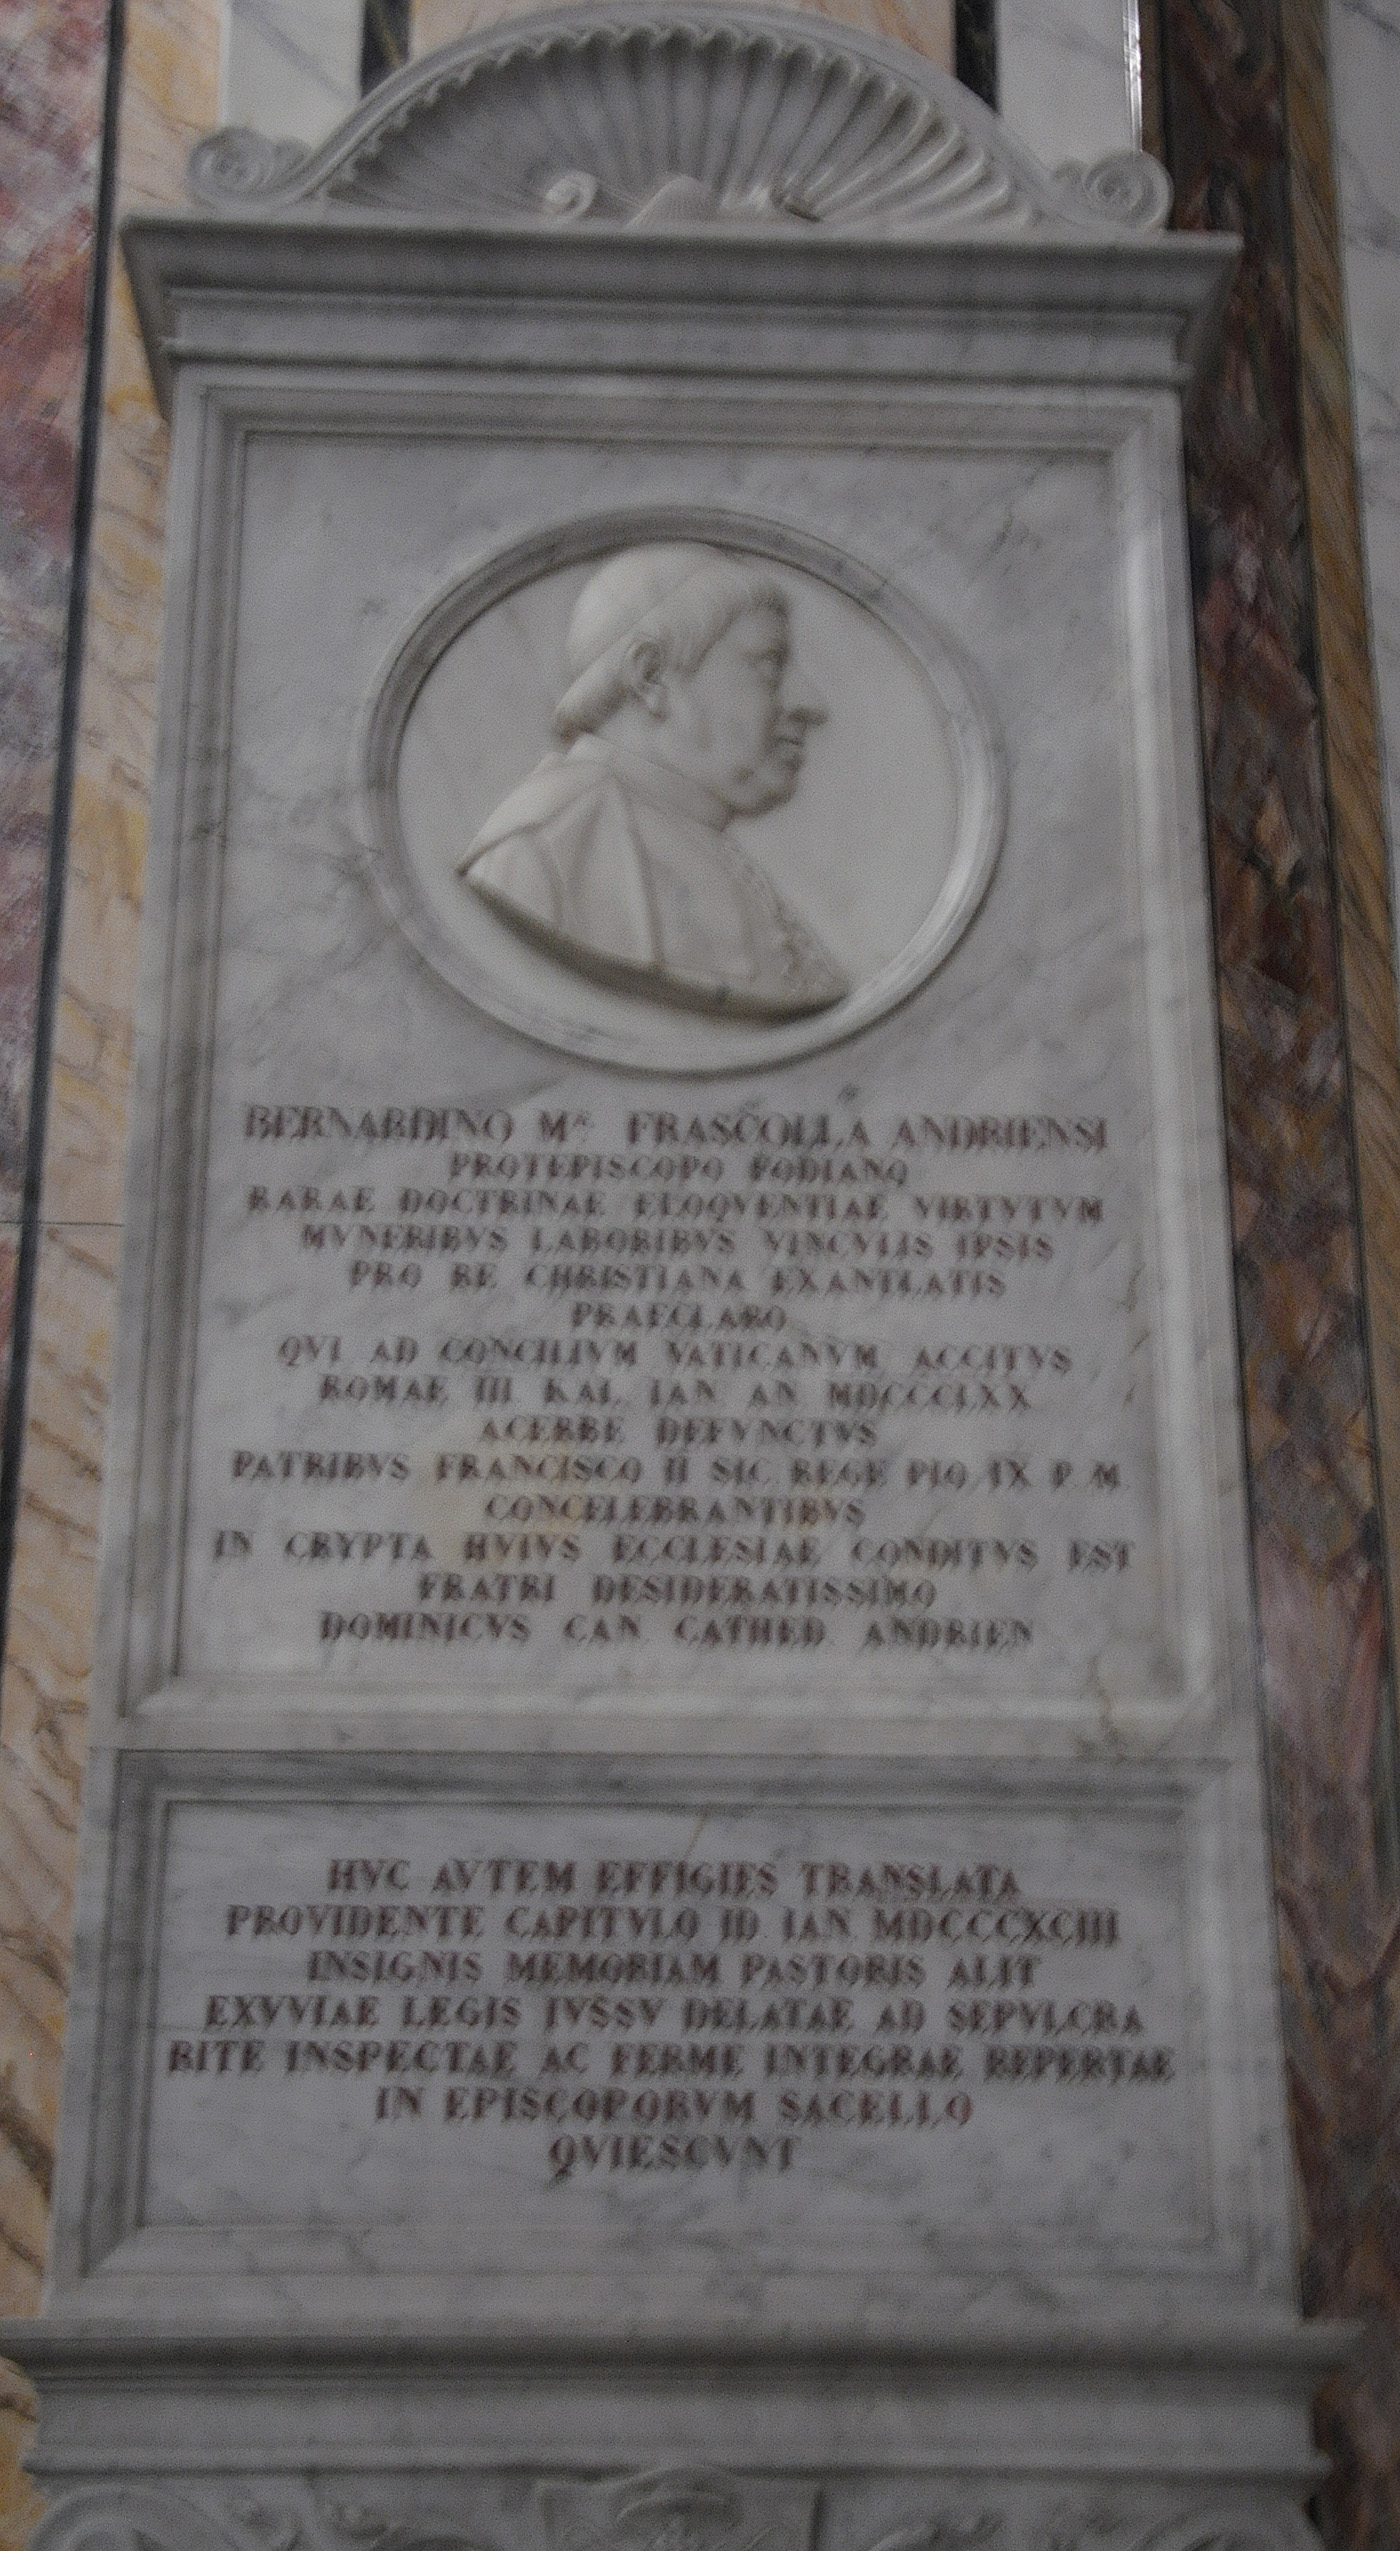 BERNARDINO Mᴬ FRASCOLLA ANDRIENSI
PROTEPISCOPO FODIANO
RARAE DOCTRINAE ELOQVENTIAE VIRTVTVM
MVNERIBVS LABORIBVS VINCVLIS IPSIS
PRO RE CHRISTIANA EXANTLATIS
PRAECLARO
QVI AD CONCILIVM VATICANVM ACCITVS
ROMAE III KAL IAN AN MDCCCLXX
ACERBE DEFVNCTVS
PATRIBVS FRANCISCO II SIC. REGE PIO IX P. M.
CONCELEBRANTIBVS
IN CRYPTA HVIVS ECCLESIAE CONDITVS EST
FRATRI DESIDERATISSIMO
DOMINICVS CAN. CATHED. ANDRIEN
HVC AVTEM EFFIGIES TRANSLATA
PROVIDENTE CAPITVLO ID IAN MDCCCXCIII
INSIGNIS MEMORIAM PASTORIS ALIT
EXVVIAE LEGIS IVSSV DELATAE AD SEPVLCRA
RITE INSPECTAE AC FERME INTEGRAE REPERTAE
IN EPISCOPORVM SACELLO
QVIESCVNT